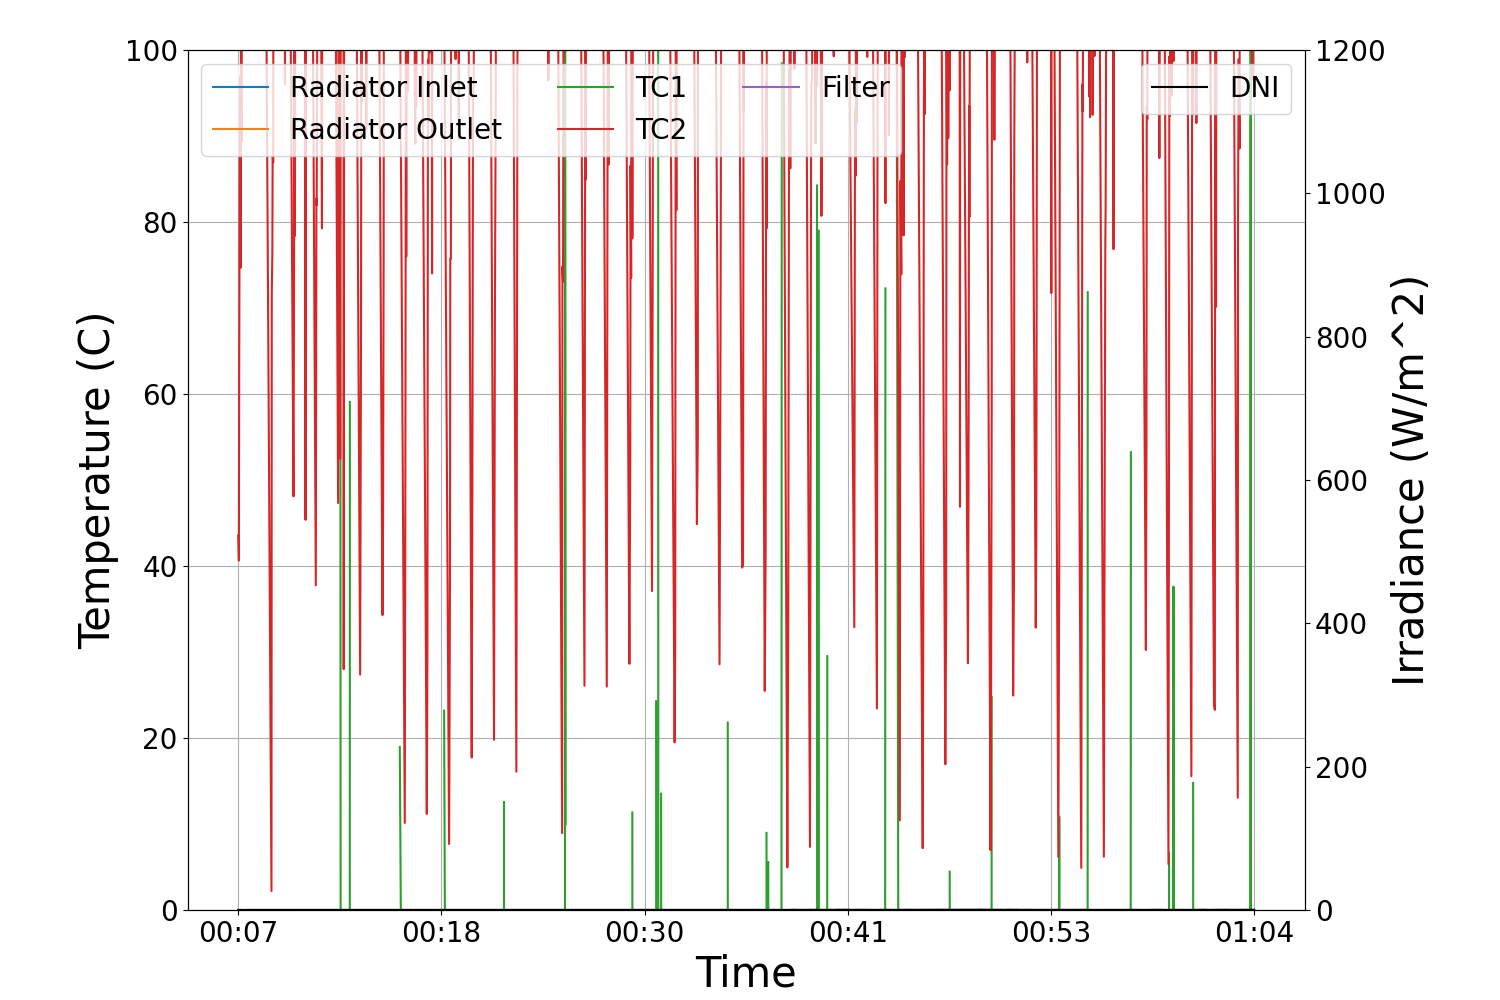 Radiator Inlet
Radiator Outlet
TC1
TC2
Filter
DNI
Temperature (C)
100
80
60
40
20
0
Irradiance (W/m^2)
1200
1000
800
600
400
200
0
00:07 00:18 00:30 00:41 00:53 01:04
Time